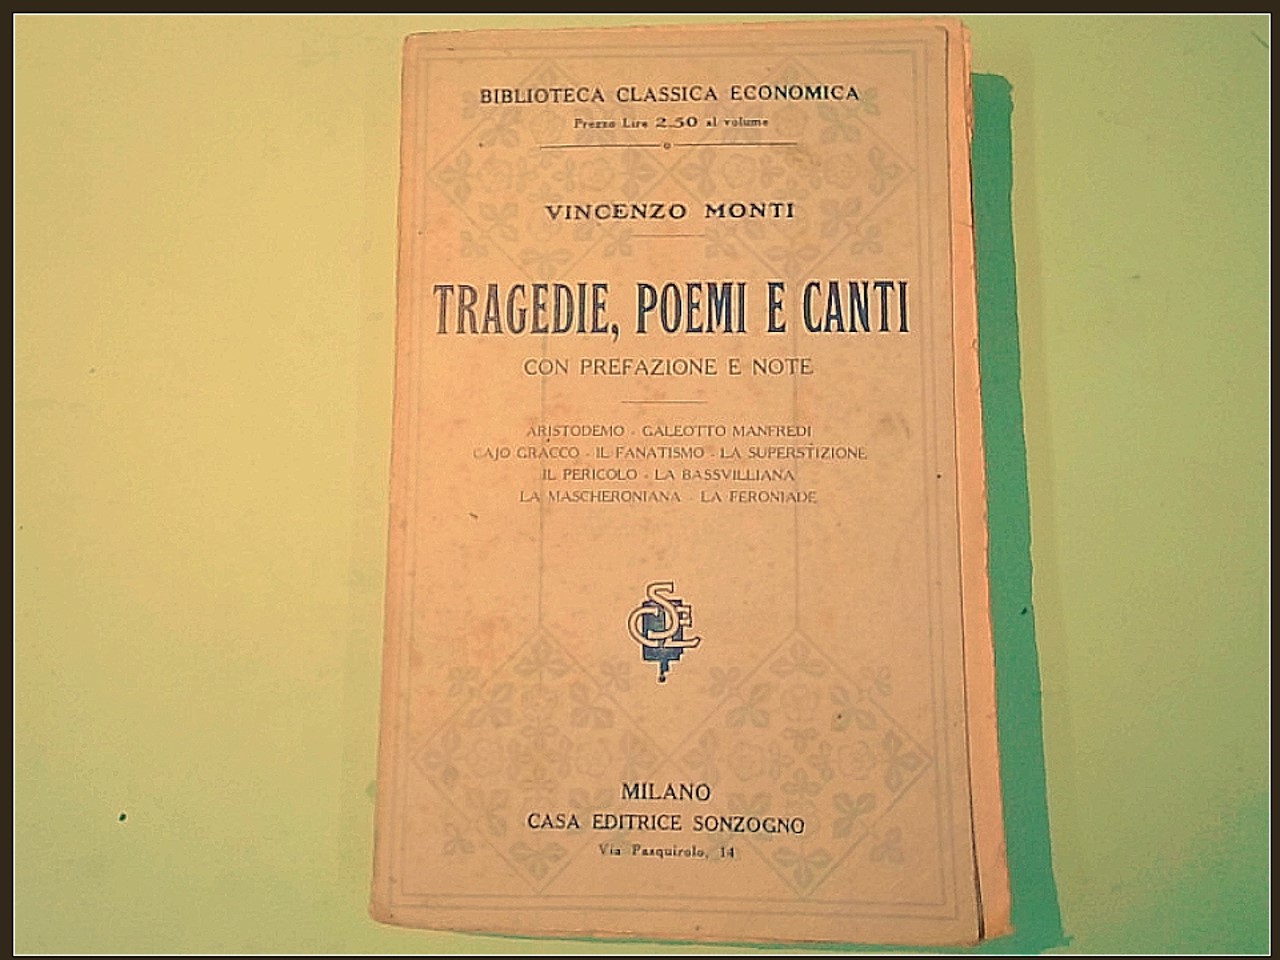 BIBLIOTECA CLASSICA ECONOMICA
Prezzo Lire 2.50 al volume
VINCENZO MONTI
TRAGEDIE, POEMI E CANTI
CON PREFAZIONE E NOTE
ARISTODEMO - GALEOTTO MANFREDI
CAJO GRACCO - IL FANATISMO - LA SUPERSTIZIONE
IL PERICOLO - LA BASSVILLIANA
LA MASCHERONIANA - LA FERONIADE
SCE
MILANO
CASA EDITRICE SONZOGNO
Via Pasquirolo, 14